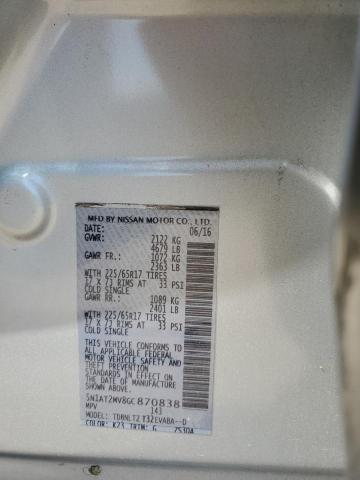 MFD BY NISSAN MOTOR CO., LTD.
DATE: 06/16
GVWR: 2122 KG
4679 LB
GAWR FR.: 1072 KG
2363 LB
WITH 225/65R17 TIRES
17 X 7J RIMS AT 33 PSI
COLD SINGLE
GAWR RR.: 1089 KG
2401 LB
WITH 225/65R17 TIRES
17 X 7J RIMS AT 33 PSI
COLD SINGLE
THIS VEHICLE CONFORMS TO ALL
APPLICABLE U.S. FEDERAL
MOTOR VEHICLE SAFETY, BUMPER,
AND THEFT PREVENTION
STANDARDS IN EFFECT ON THE
DATE OF MANUFACTURE SHOWN ABOVE.
5N1AT2MV8GC870838
MPV 143
MODEL:
COLOR: K23 TRIM: G